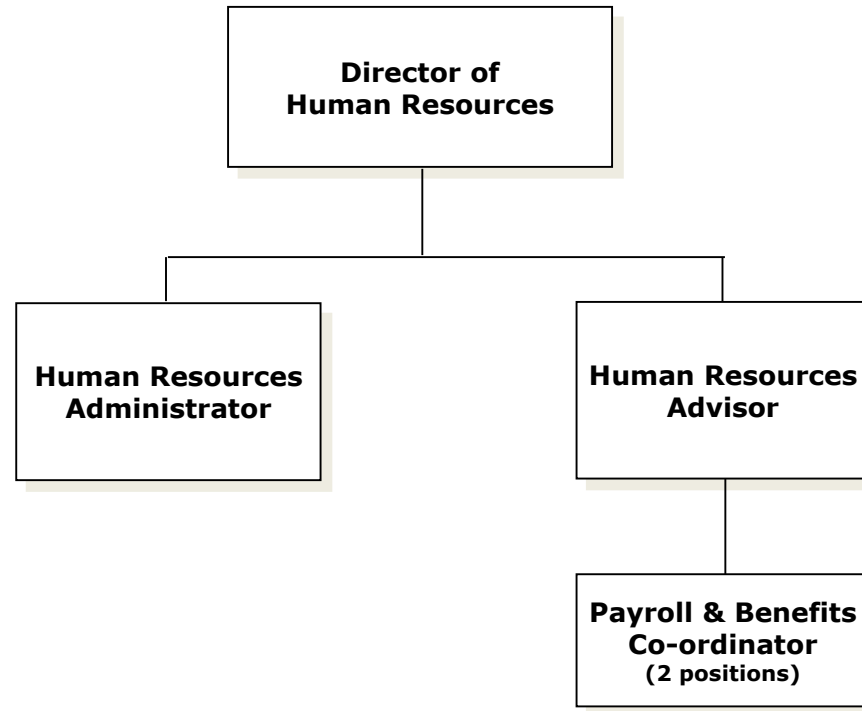 Director of
Human Resources
Human Resources
Administrator
Human Resources
Advisor
Payroll & Benefits
Co-ordinator
(2 positions)